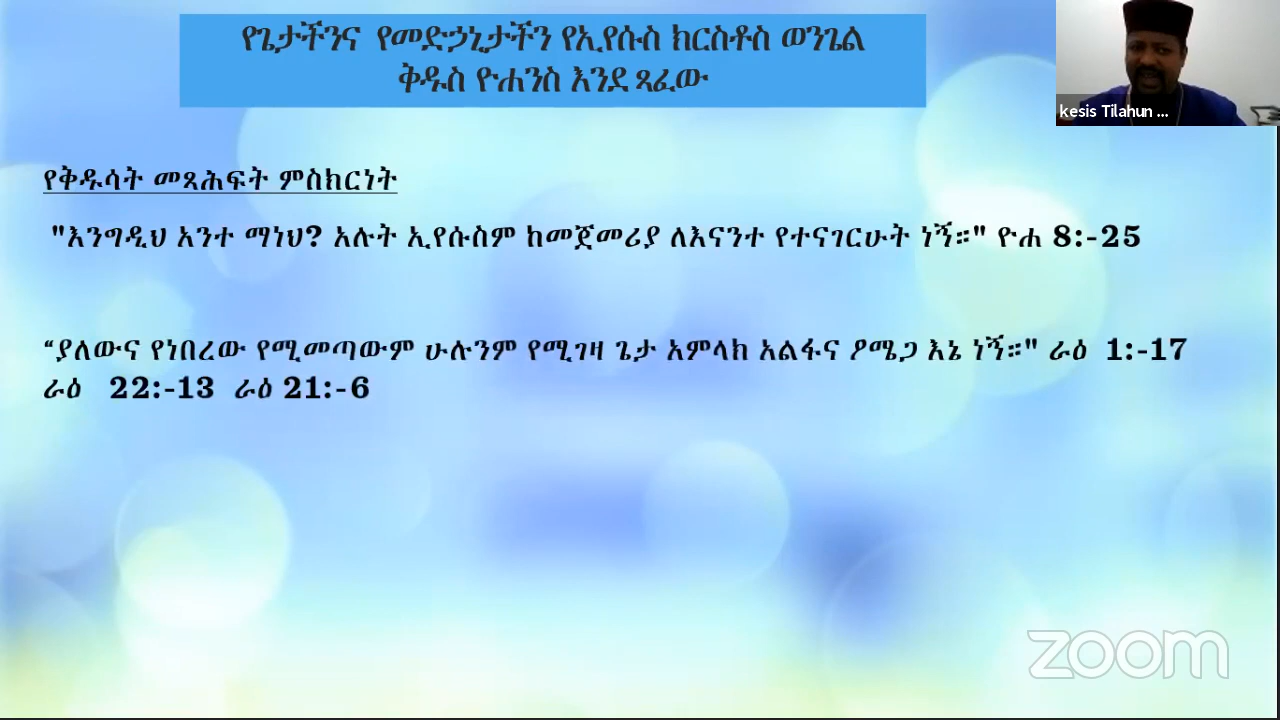 የጌታችንና የመድኃኒታችን የኢየሱስ ክርስቶስ ወንጌል
ቅዱስ ዮሐንስ እንደ ጻፈው
kesis Tilahun ...
የቅዱሳት መጻሕፍት ምስክርነት
"እንግዲህ አንተ ማነህ? አሉት ኢየሱስም ከመጀመሪያ ለእናንተ የተናገርሁት ነኝ።" ዮሐ 8:-25
“ያለውና የነበረው የሚመጣውም ሁሉንም የሚገዛ ጌታ አምላክ አልፋና ዖሜጋ እኔ ነኝ።" ራዕ 1:-17
ራዕ 22:-13 ራዕ 21:-6
zoom